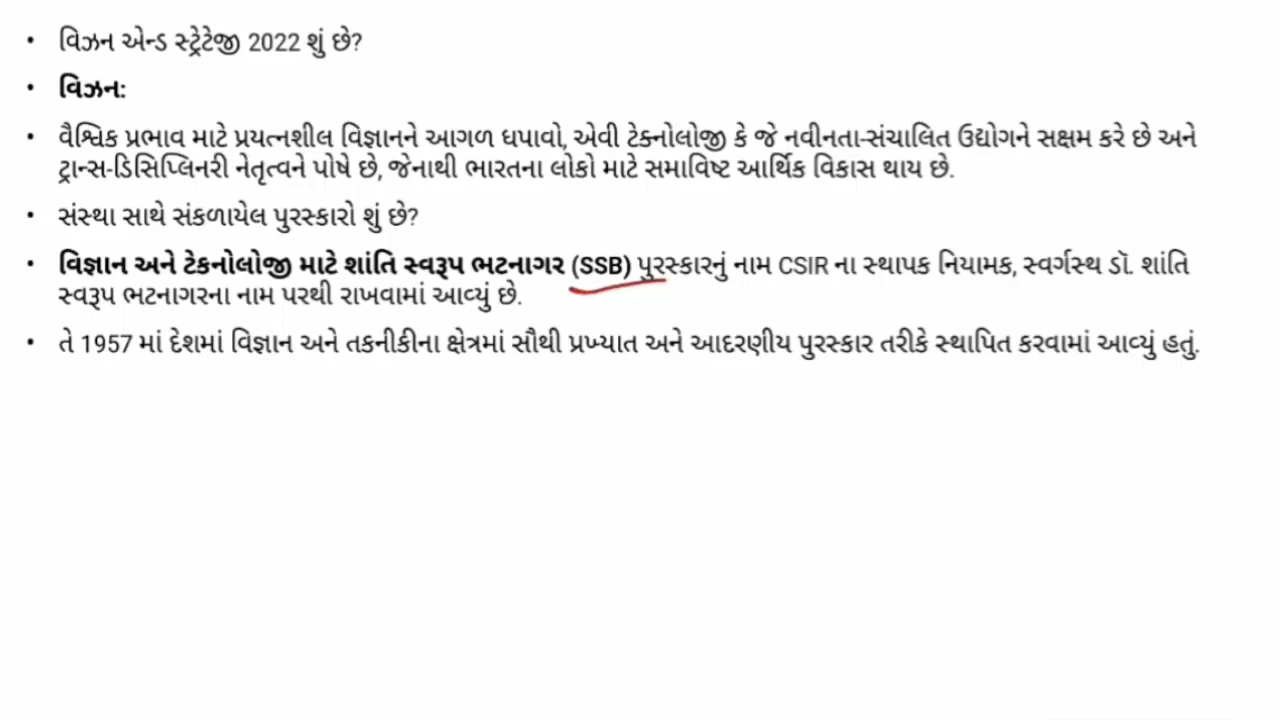 • વિઝન એન્ડ સ્ટ્રેટેજી 2022 શું છે?
• વિઝન:
• વૈશ્વિક પ્રભાવ માટે પ્રયત્નશીલ વિજ્ઞાનને આગળ ધપાવો, એવી ટેક્નોલોજી કે જે નવીનતા-સંચાલિત ઉદ્યોગને સક્ષમ કરે છે અને
ટ્રાન્સ-ડિસિપ્લિનરી નેતૃત્વને પોષે છે, જેનાથી ભારતના લોકો માટે સમાવિષ્ટ આર્થિક વિકાસ થાય છે.
• સંસ્થા સાથે સંકળાયેલ પુરસ્કારો શું છે?
• વિજ્ઞાન અને ટેકનોલોજી માટે શાંતિ સ્વરૂપ ભટનાગર (SSB) પુરસ્કારનું નામ CSIR ના સ્થાપક નિયામક, સ્વર્ગસ્થ ડૉ. શાંતિ
સ્વરૂપ ભટનાગરના નામ પરથી રાખવામાં આવ્યું છે.
• તે 1957 માં દેશમાં વિજ્ઞાન અને તકનીકીના ક્ષેત્રમાં સૌથી પ્રખ્યાત અને આદરણીય પુરસ્કાર તરીકે સ્થાપિત કરવામાં આવ્યું હતું.